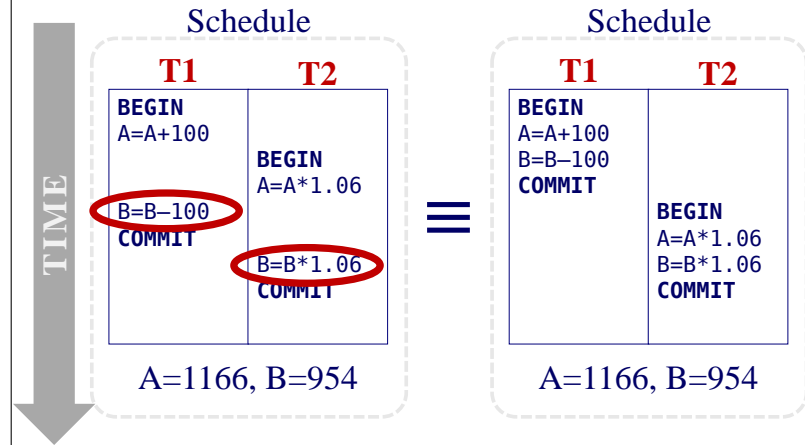 Schedule
T1 T2
BEGIN
A=A+100
BEGIN
A=A*1.06
B=B–100
COMMIT
B=B*1.06
COMMIT
A=1166, B=954
TIME
≡
Schedule
T1 T2
BEGIN
A=A+100
B=B–100
COMMIT
BEGIN
A=A*1.06
B=B*1.06
COMMIT
A=1166, B=954